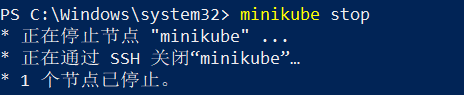 PS C:\Windows\system32> minikube stop
* 正在停止节点 "minikube" ...
* 正在通过 SSH 关闭“minikube”…
* 1 个节点已停止。